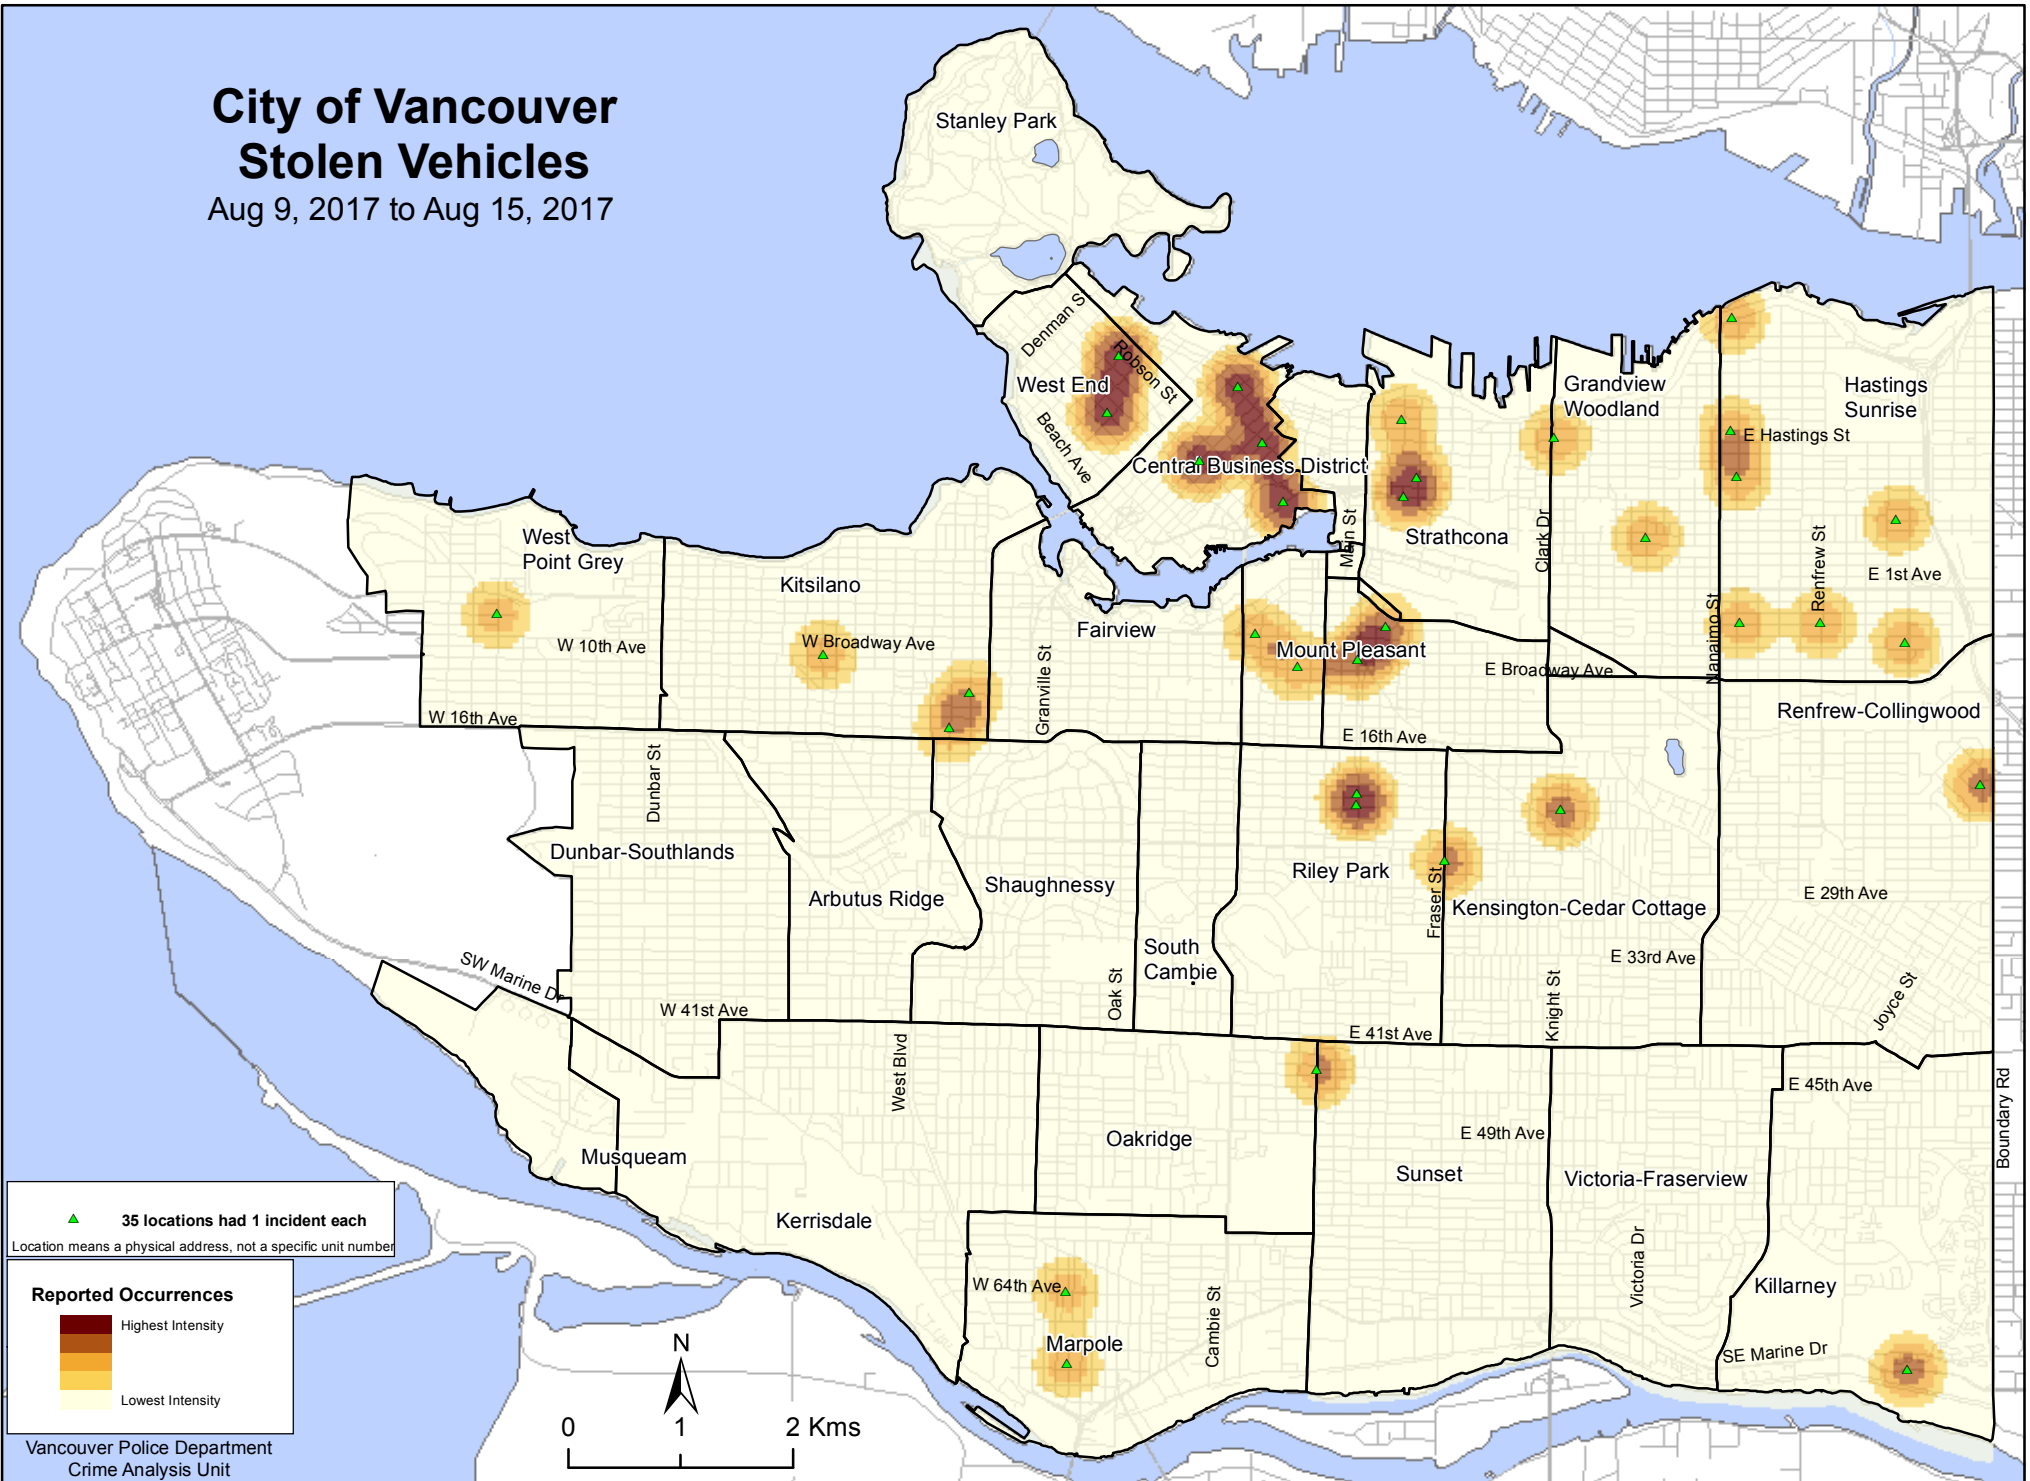 City of Vancouver
Stolen Vehicles
Aug 9, 2017 to Aug 15, 2017
Stanley Park
Denman St
Robson St
West End
Beach Ave
Central Business District
Grandview
Woodland
Hastings
Sunrise
E Hastings St
Main St
Strathcona
Clark Dr
Renfrew St
E 1st Ave
Nanaimo St
West
Point Grey
Kitsilano
W 10th Ave
W Broadway Ave
Fairview
Granville St
Mount Pleasant
E Broadway Ave
W 16th Ave
E 16th Ave
Renfrew-Collingwood
Dunbar St
Dunbar-Southlands
Arbutus Ridge
Shaughnessy
Riley Park
Fraser St
Kensington-Cedar Cottage
E 29th Ave
South
Cambie
E 33rd Ave
SW Marine Dr
W 41st Ave
Oak St
Knight St
Joyce St
E 41st Ave
West Blvd
E 45th Ave
Boundary Rd
Oakridge
E 49th Ave
Musqueam
Sunset
Victoria-Fraserview
Kerrisdale
Victoria Dr
W 64th Ave
Killarney
Cambie St
Marpole
SE Marine Dr
35 locations had 1 incident each
Location means a physical address, not a specific unit number
Reported Occurrences
Highest Intensity
Lowest Intensity
N
0 1 2 Kms
Vancouver Police Department
Crime Analysis Unit